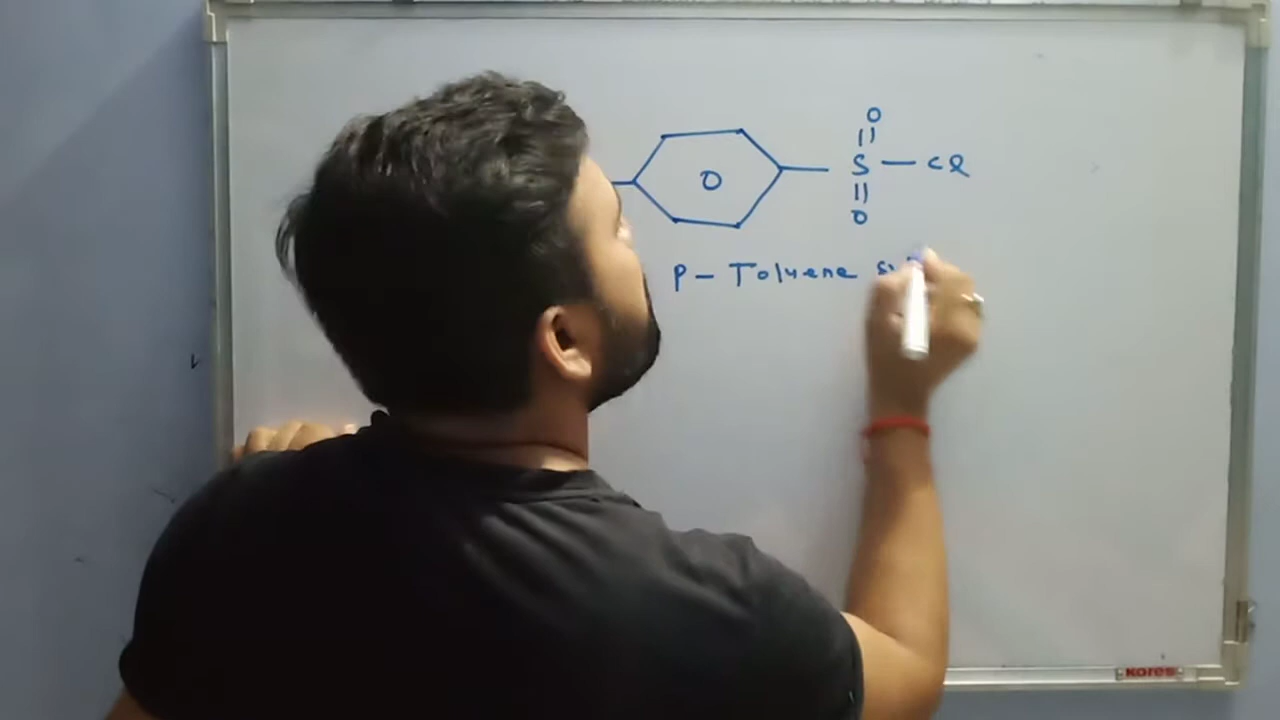 O
||
O S — Cl
||
O
P - Toluene
KORES